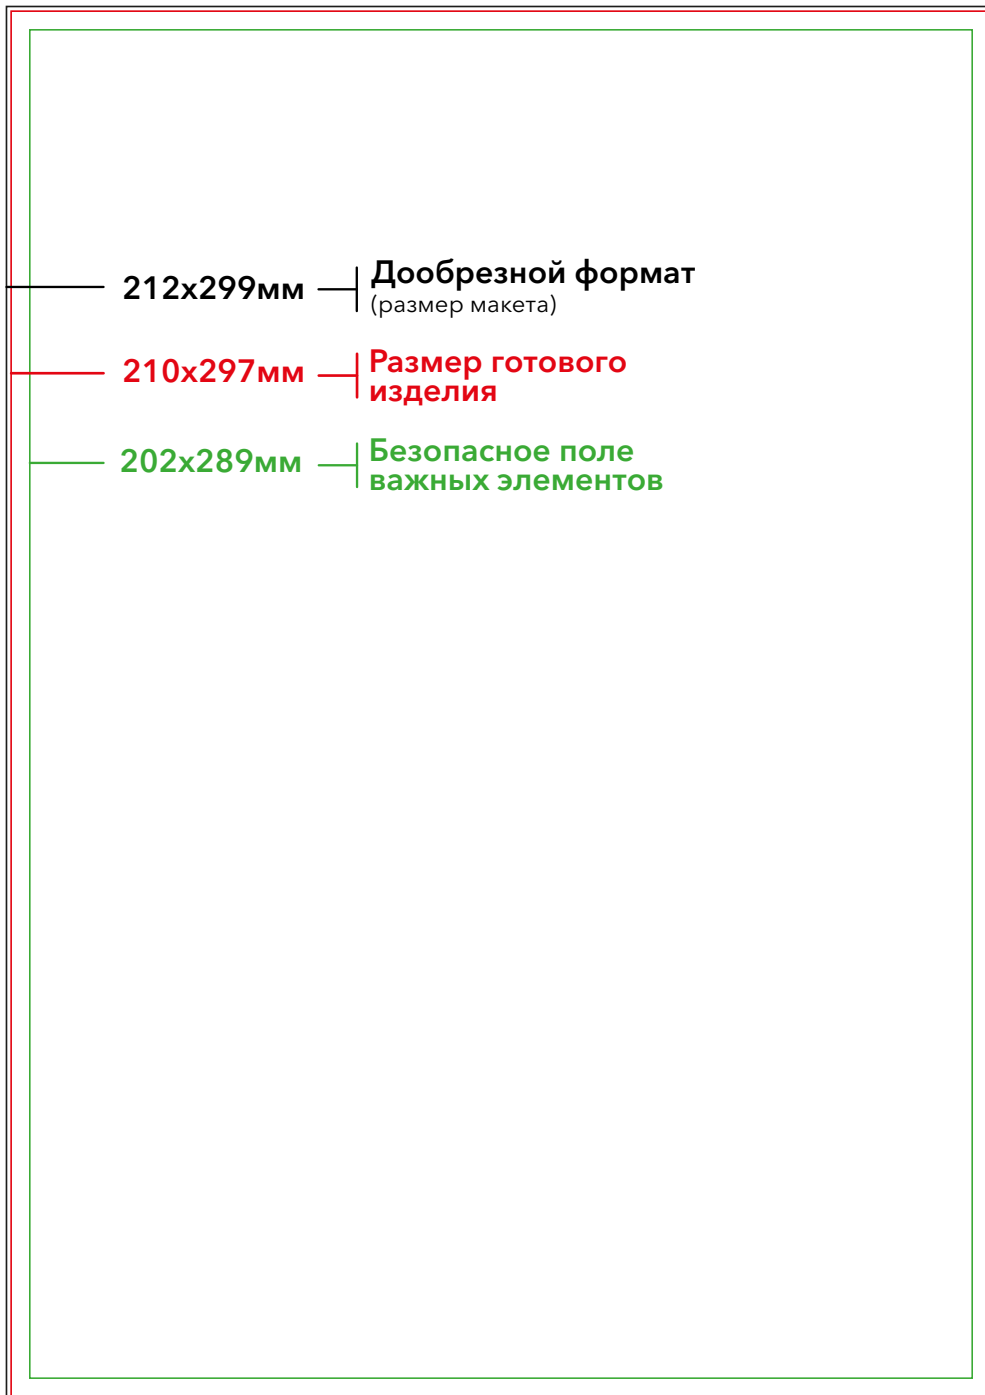 212x299мм
Дообрезной формат
(размер макета)
210x297мм
Размер готового
изделия
202x289мм
Безопасное поле
важных элементов